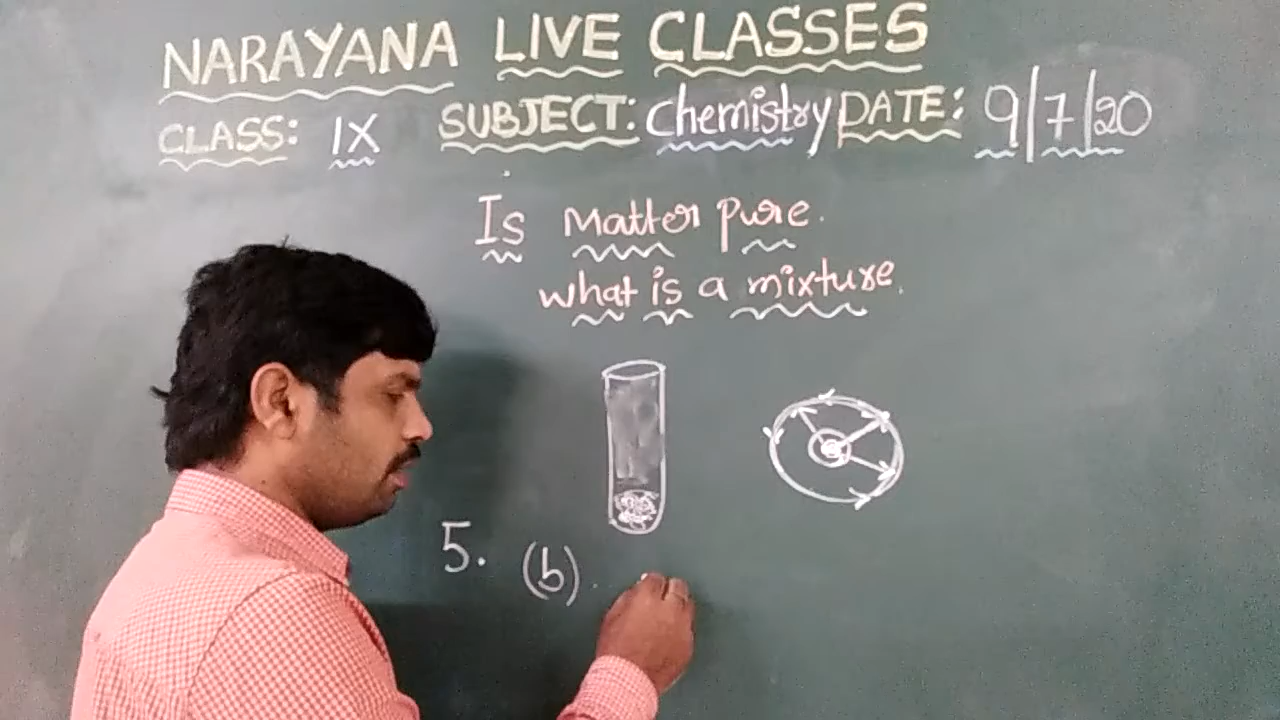 NARAYANA LIVE CLASSES
CLASS: IX SUBJECT: Chemistry DATE: 9/7/20
Is Matter pure.
what is a mixture.
5. (b).